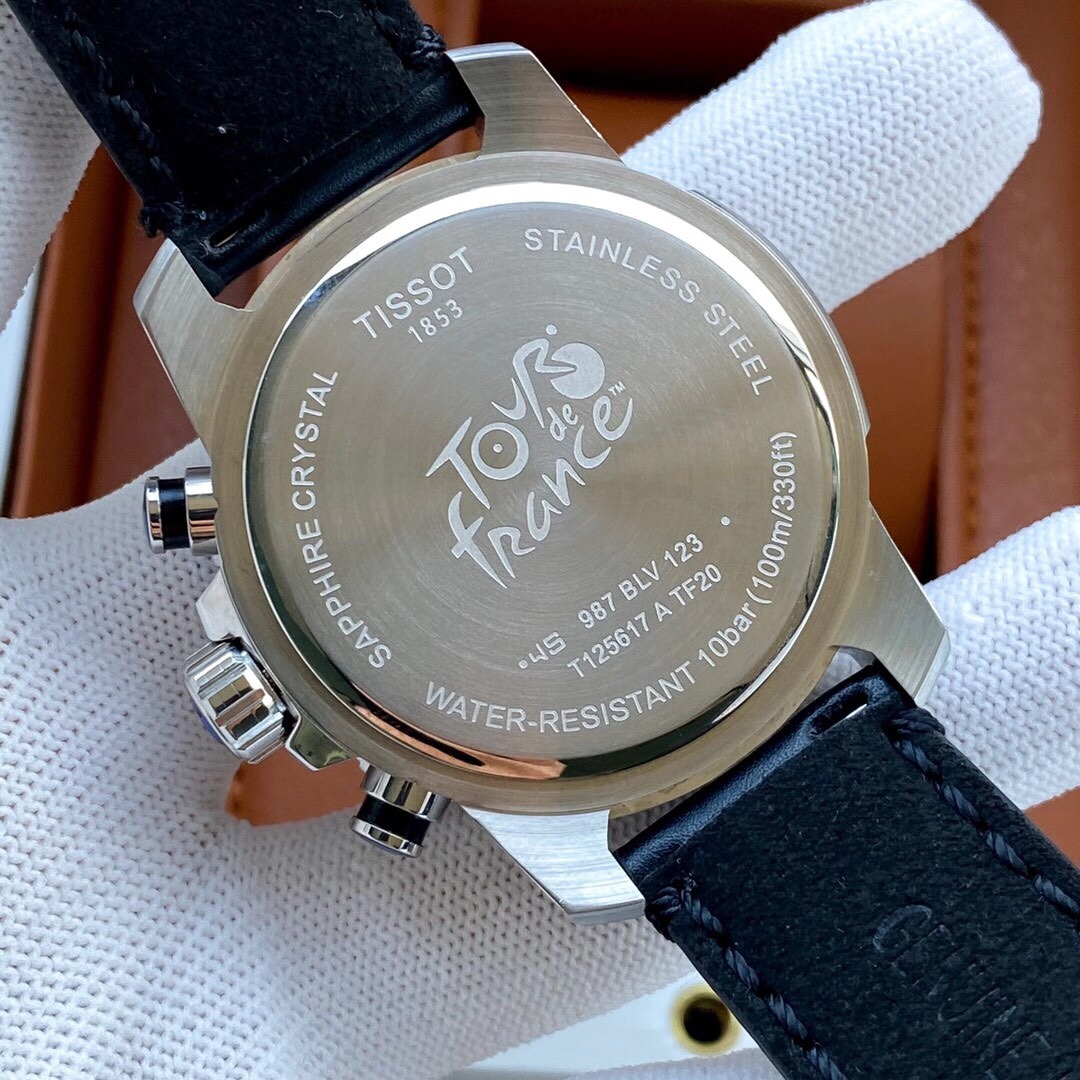 TISSOT
1853
STAINLESS STEEL
SAPPHIRE CRYSTAL
TOUR
de
france™
987 BLV 123
T125617 A TF20
WATER-RESISTANT 10bar (100m/330ft)